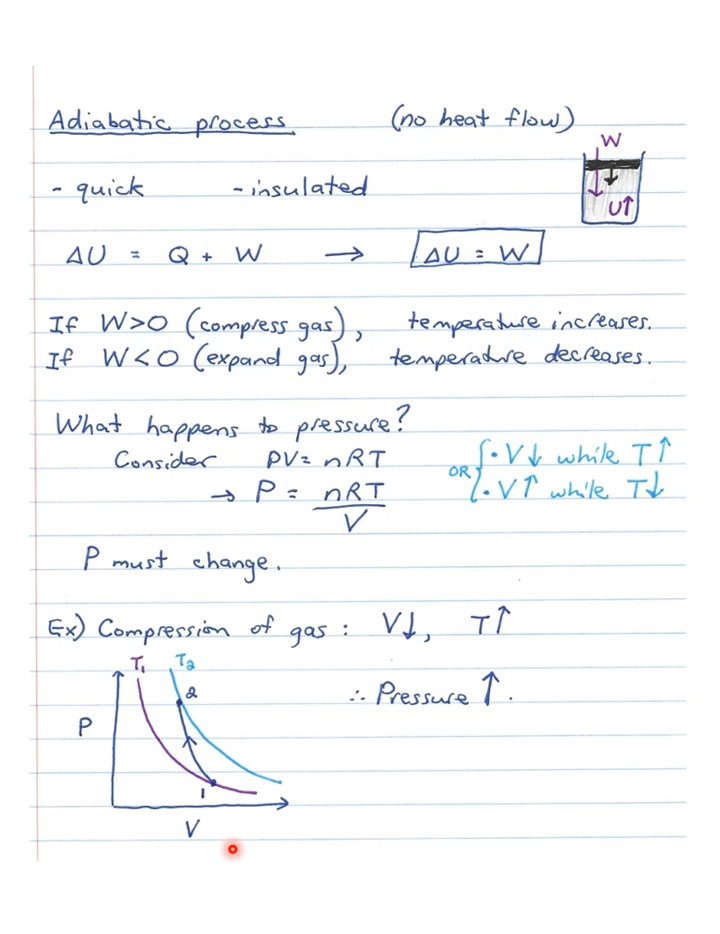 Adiabatic process (no heat flow)
W
- quick - insulated
U↑
ΔU = Q + W → ΔU = W
If W>0 (compress gas), temperature increases.
If W<0 (expand gas), temperature decreases.
What happens to pressure?
Consider PV = nRT
OR { • V↓ while T↑
• V↑ while T↓
→ P = nRT
V
P must change.
Ex) Compression of gas : V↓, T↑
T₁ T₂
2
∴ Pressure ↑.
P
1
V